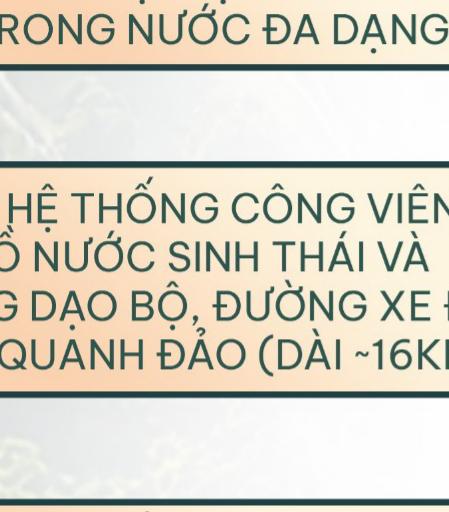 TRONG NƯỚC ĐA DẠNG
HỆ THỐNG CÔNG VIÊN
NƯỚC SINH THÁI VÀ
DẠO BỘ, ĐƯỜNG XE
QUANH ĐẢO (DÀI ~16K